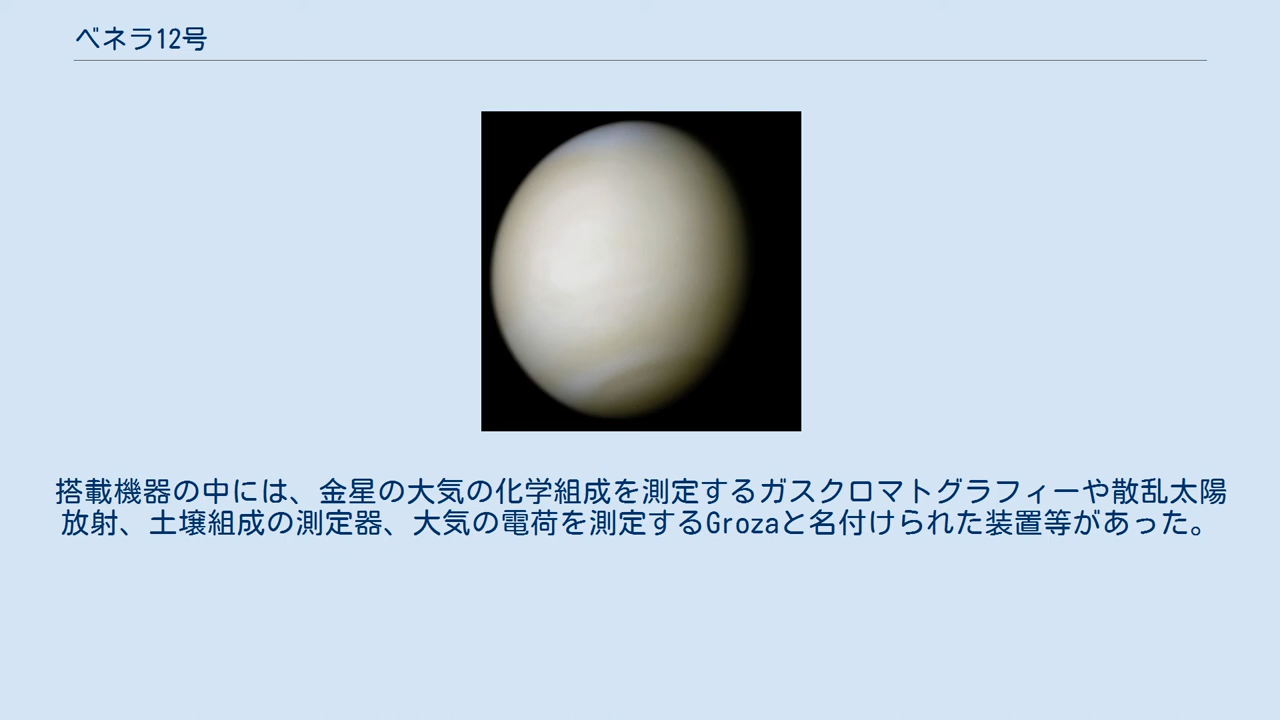 ベネラ12号
搭載機器の中には、金星の大気の化学組成を測定するガスクロマトグラフィーや散乱太陽
放射、土壌組成の測定器、大気の電荷を測定するGrozaと名付けられた装置等があった。